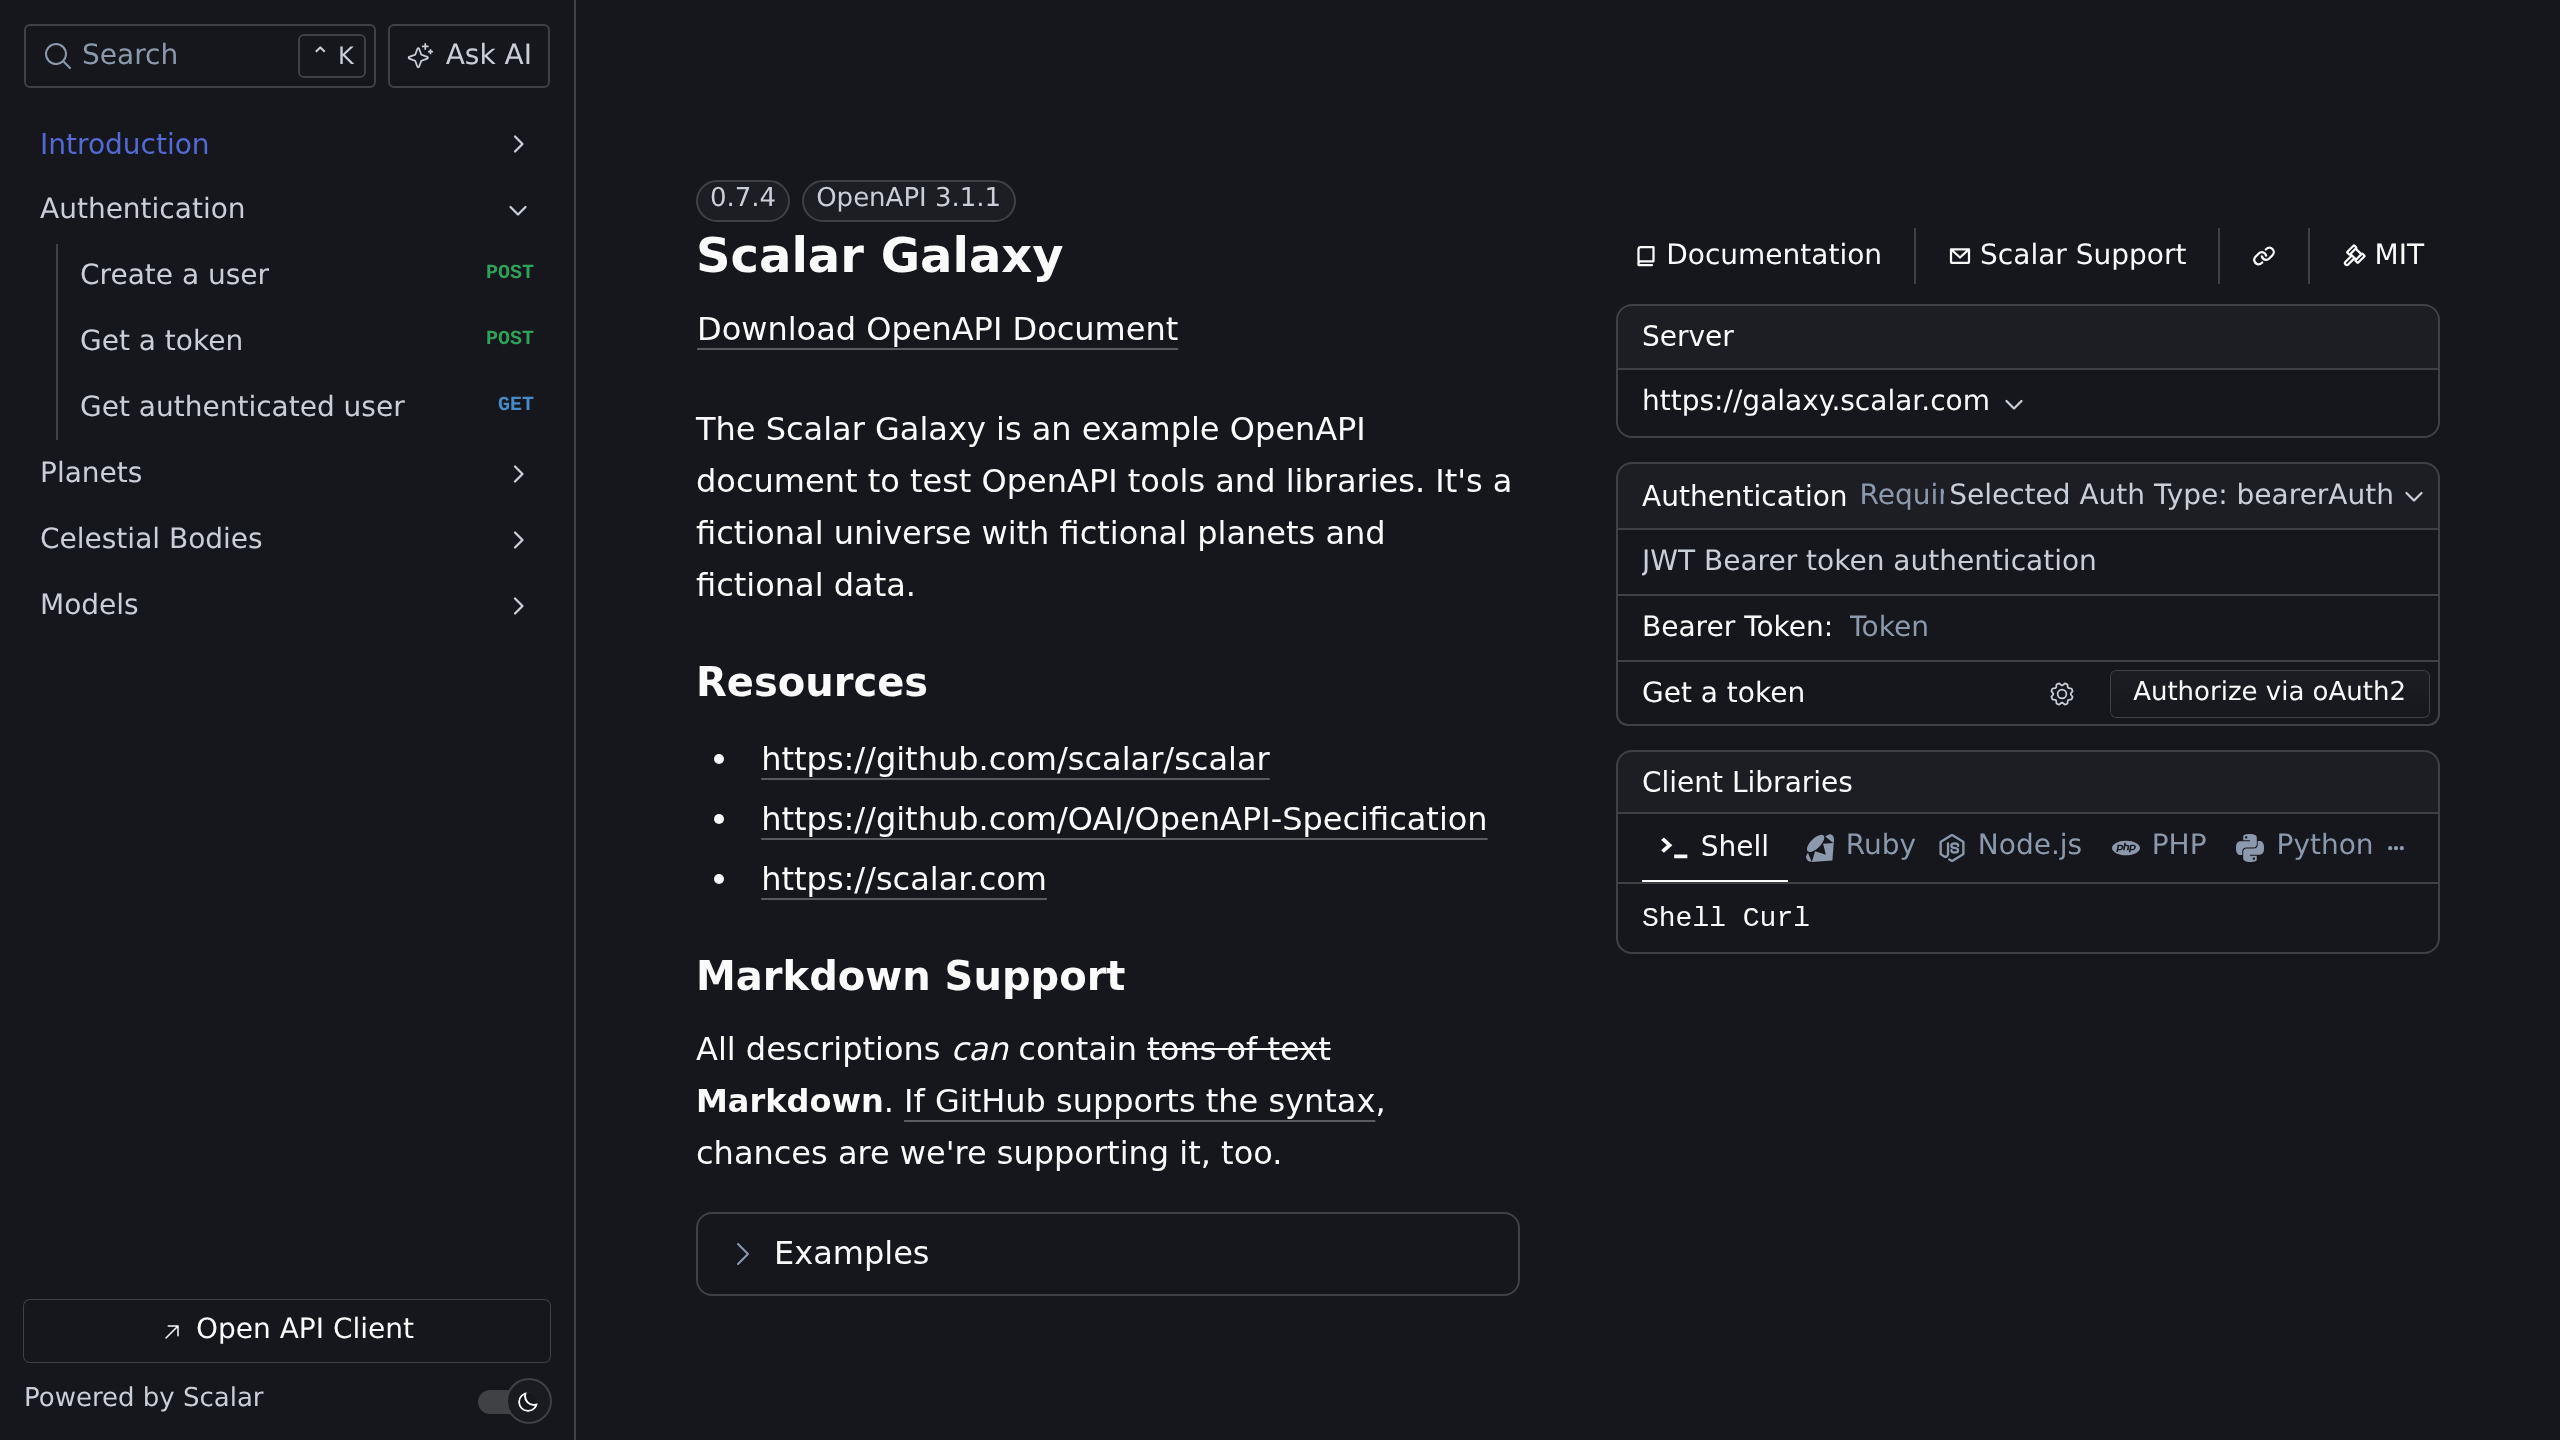 Search
⌃ K
Ask AI
Introduction
Authentication
Create a user
POST
Get a token
POST
Get authenticated user
GET
Planets
Celestial Bodies
Models
Open API Client
Powered by Scalar
0.7.4
OpenAPI 3.1.1
Scalar Galaxy
Download OpenAPI Document
The Scalar Galaxy is an example OpenAPI
document to test OpenAPI tools and libraries. It's a
fictional universe with fictional planets and
fictional data.
Resources
• https://github.com/scalar/scalar
• https://github.com/OAI/OpenAPI-Specification
• https://scalar.com
Markdown Support
All descriptions can contain tons of text
Markdown. If GitHub supports the syntax,
chances are we're supporting it, too.
Examples
Documentation
Scalar Support
MIT
Server
https://galaxy.scalar.com
Authentication
Selected Auth Type: bearerAuth
JWT Bearer token authentication
Bearer Token: Token
Get a token
Authorize via oAuth2
Client Libraries
Shell
Ruby
Node.js
PHP
Python
Shell Curl